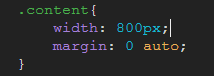 .content{
    width: 800px;
    margin: 0 auto;
}